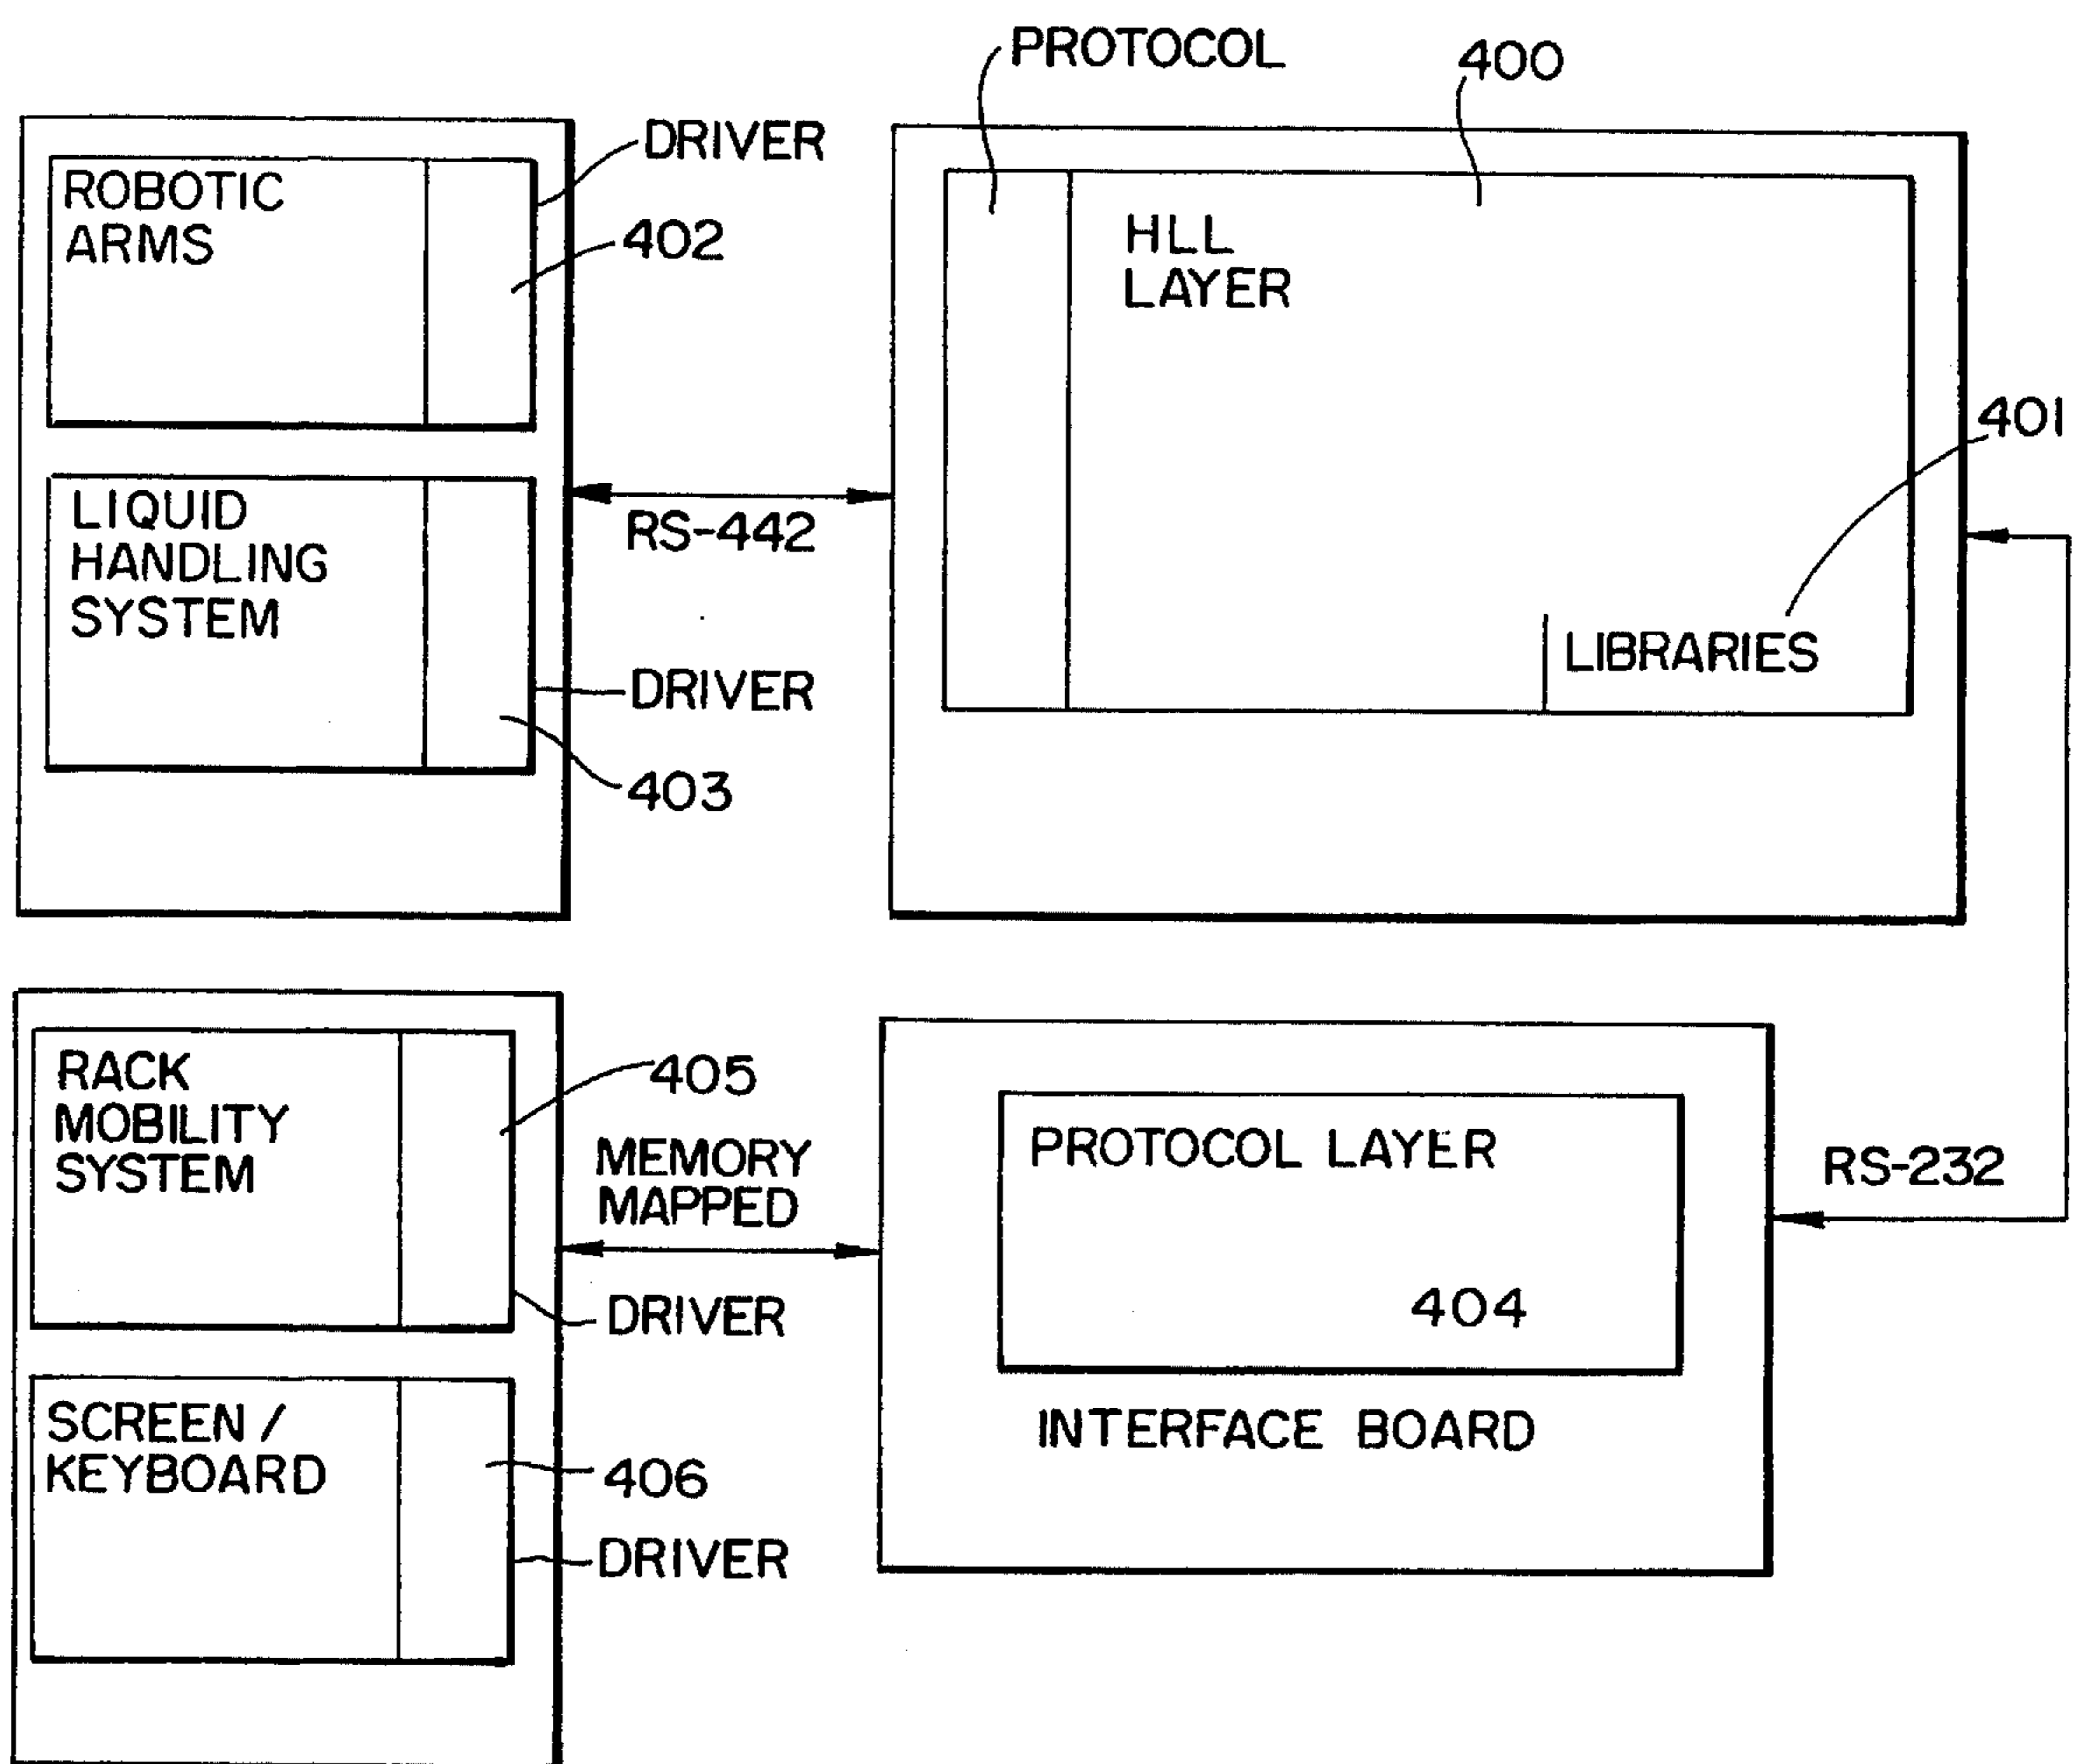 PROTOCOL
400
DRIVER
ROBOTIC
ARMS
402
HLL
LAYER
401
LIQUID
HANDLING
SYSTEM
RS-442
LIBRARIES
DRIVER
403
RACK
MOBILITY
SYSTEM
405
MEMORY
MAPPED
DRIVER
PROTOCOL LAYER
404
RS-232
INTERFACE BOARD
SCREEN /
KEYBOARD
406
DRIVER